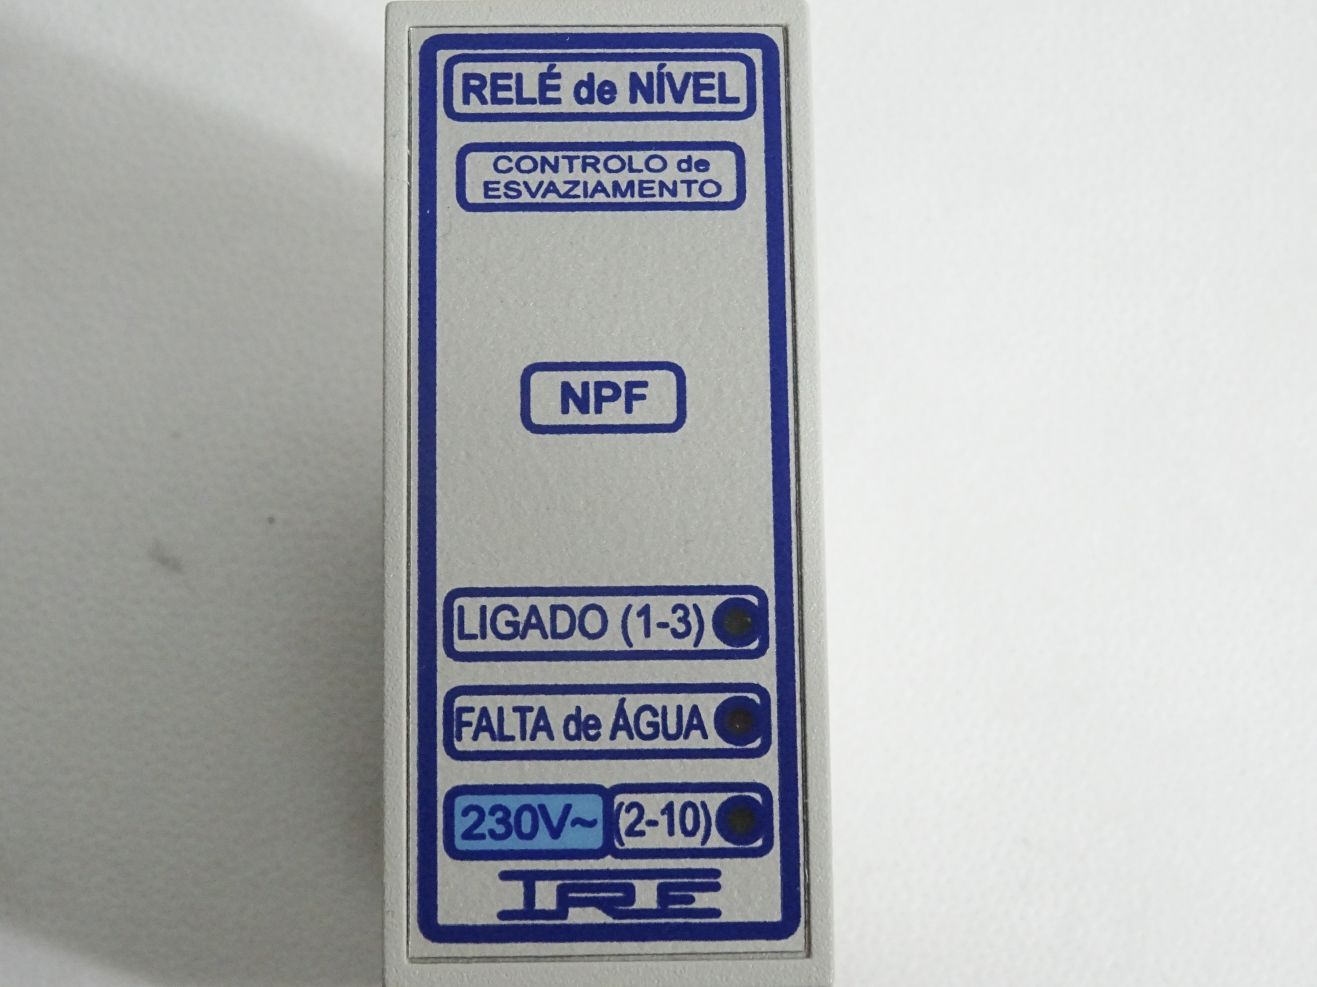 RELÉ de NÍVEL
CONTROLO de
ESVAZIAMENTO
NPF
LIGADO (1-3)
FALTA de ÁGUA
230V~ (2-10)
IRE